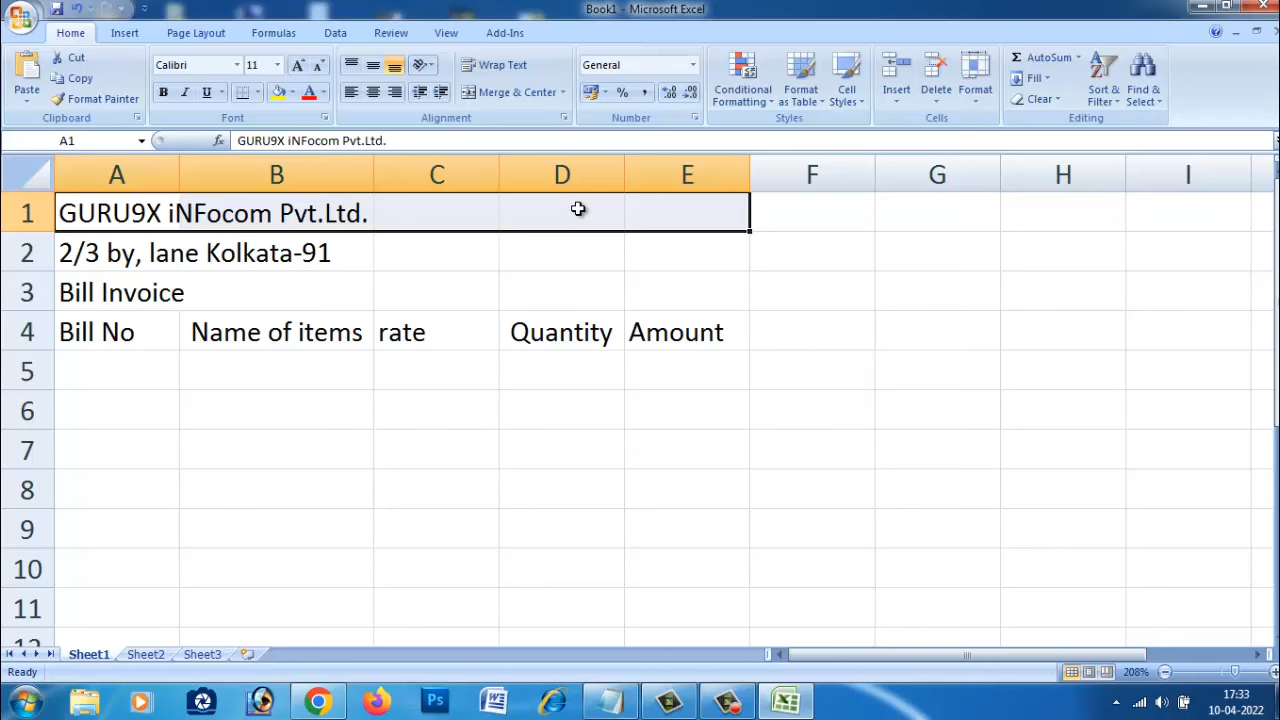 Book1 - Microsoft Excel
Home Insert Page Layout Formulas Data Review View Add-Ins
Paste Cut Copy Format Painter Clipboard
Calibri 11 B I U A A A Font
Wrap Text Merge & Center Alignment
General % , Number
Conditional Formatting Format as Table Cell Styles Styles
Insert Delete Format Cells
Σ AutoSum Fill Clear Sort & Filter Find & Select Editing
A1 fx GURU9X iNFocom Pvt.Ltd.
A B C D E F G H I
1 GURU9X iNFocom Pvt.Ltd.
2 2/3 by, lane Kolkata-91
3 Bill Invoice
4 Bill No Name of items rate Quantity Amount
5
6
7
8
9
10
11
12
Sheet1 Sheet2 Sheet3
Ready 208%
Ps W 17:33
10-04-2022